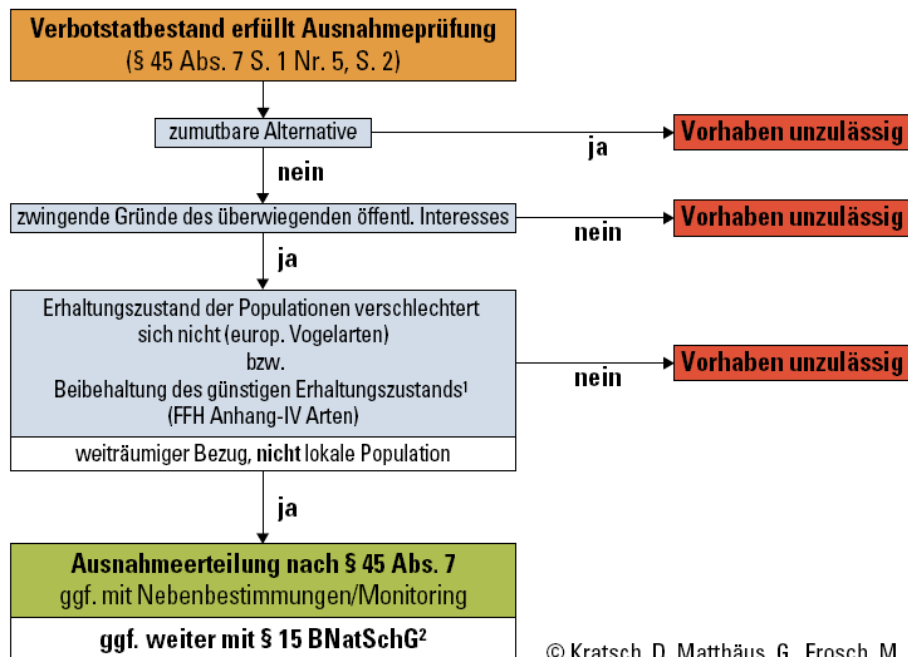 Verbotstatbestand erfüllt Ausnahmeprüfung
(§ 45 Abs. 7 S. 1 Nr. 5, S. 2)
zumutbare Alternative
ja
Vorhaben unzulässig
nein
zwingende Gründe des überwiegenden öffentl. Interesses
nein
Vorhaben unzulässig
ja
Erhaltungszustand der Populationen verschlechtert
sich nicht (europ. Vogelarten)
bzw.
Beibehaltung des günstigen Erhaltungszustands¹
(FFH Anhang-IV Arten)
nein
Vorhaben unzulässig
weiträumiger Bezug, nicht lokale Population
ja
Ausnahmeerteilung nach § 45 Abs. 7
ggf. mit Nebenbestimmungen/Monitoring
ggf. weiter mit § 15 BNatSchG²
© Kratsch, D., Matthäus, G., Frosch, M.